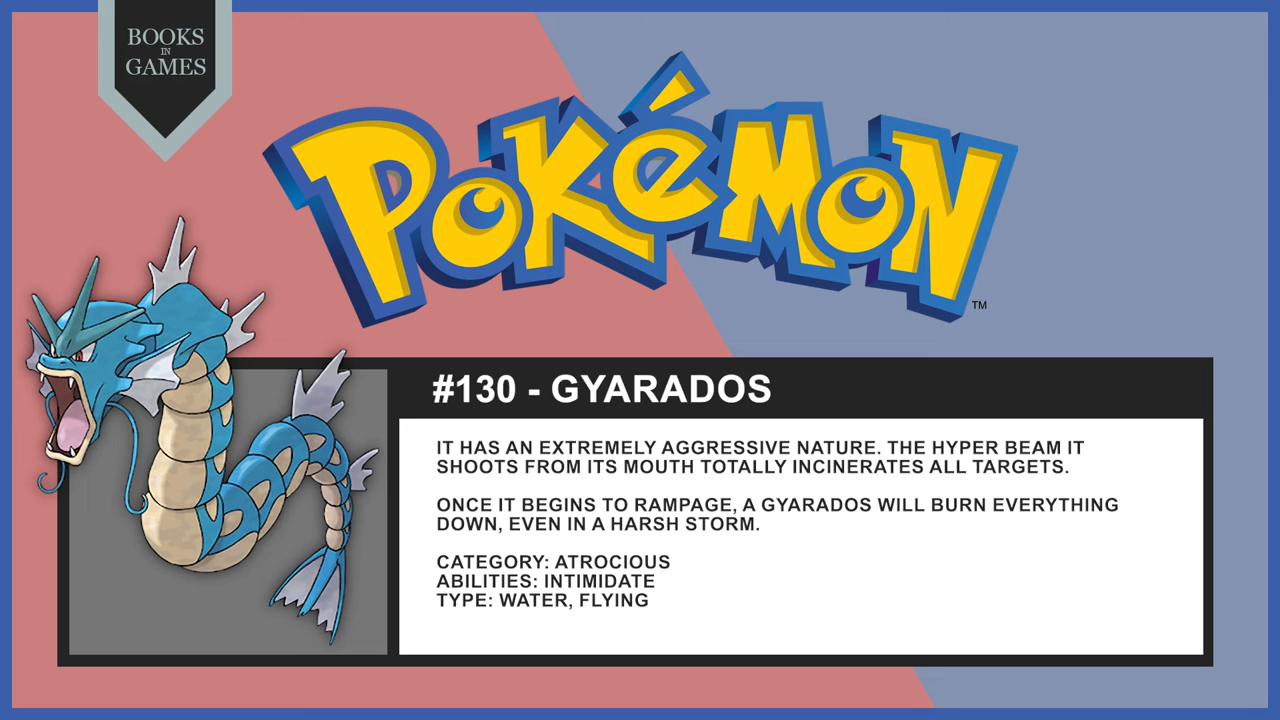 BOOKS
IN
GAMES
POKéMON
TM
#130 - GYARADOS
IT HAS AN EXTREMELY AGGRESSIVE NATURE. THE HYPER BEAM IT
SHOOTS FROM ITS MOUTH TOTALLY INCINERATES ALL TARGETS.
ONCE IT BEGINS TO RAMPAGE, A GYARADOS WILL BURN EVERYTHING
DOWN, EVEN IN A HARSH STORM.
CATEGORY: ATROCIOUS
ABILITIES: INTIMIDATE
TYPE: WATER, FLYING